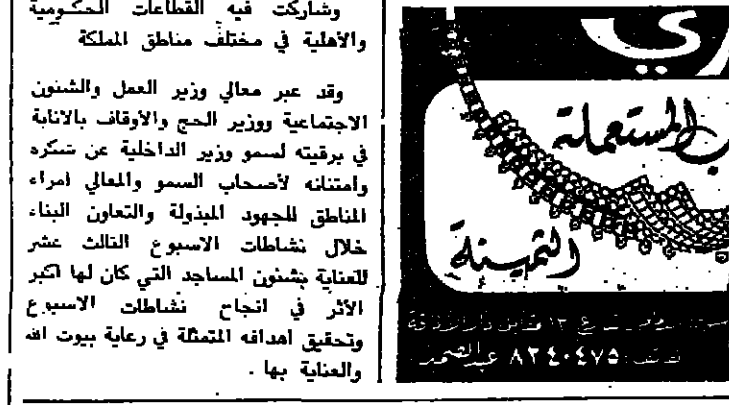 وشاركت فيه القطاعات الحكومية
والأهلية في مختلف مناطق المملكة
وقد عبر معالي وزير العمل والشئون
الاجتماعية ووزير الحج والأوقاف بالانابة
في برقيته لسمو وزير الداخلية عن شكره
وامتنانه لأصحاب السمو والمعالي امراء
المناطق للجهود المبذولة والتعاون البناء
خلال نشاطات الاسبوع الثالث عشر
للعناية بشئون المساجد التي كان لها اكبر
الأثر في انجاح نشاطات الاسبوع
وتحقيق اهدافه المتمثلة في رعاية بيوت الله
والعناية بها .
المستعملة
الثمينة
٨٢٤٠٤٧٥